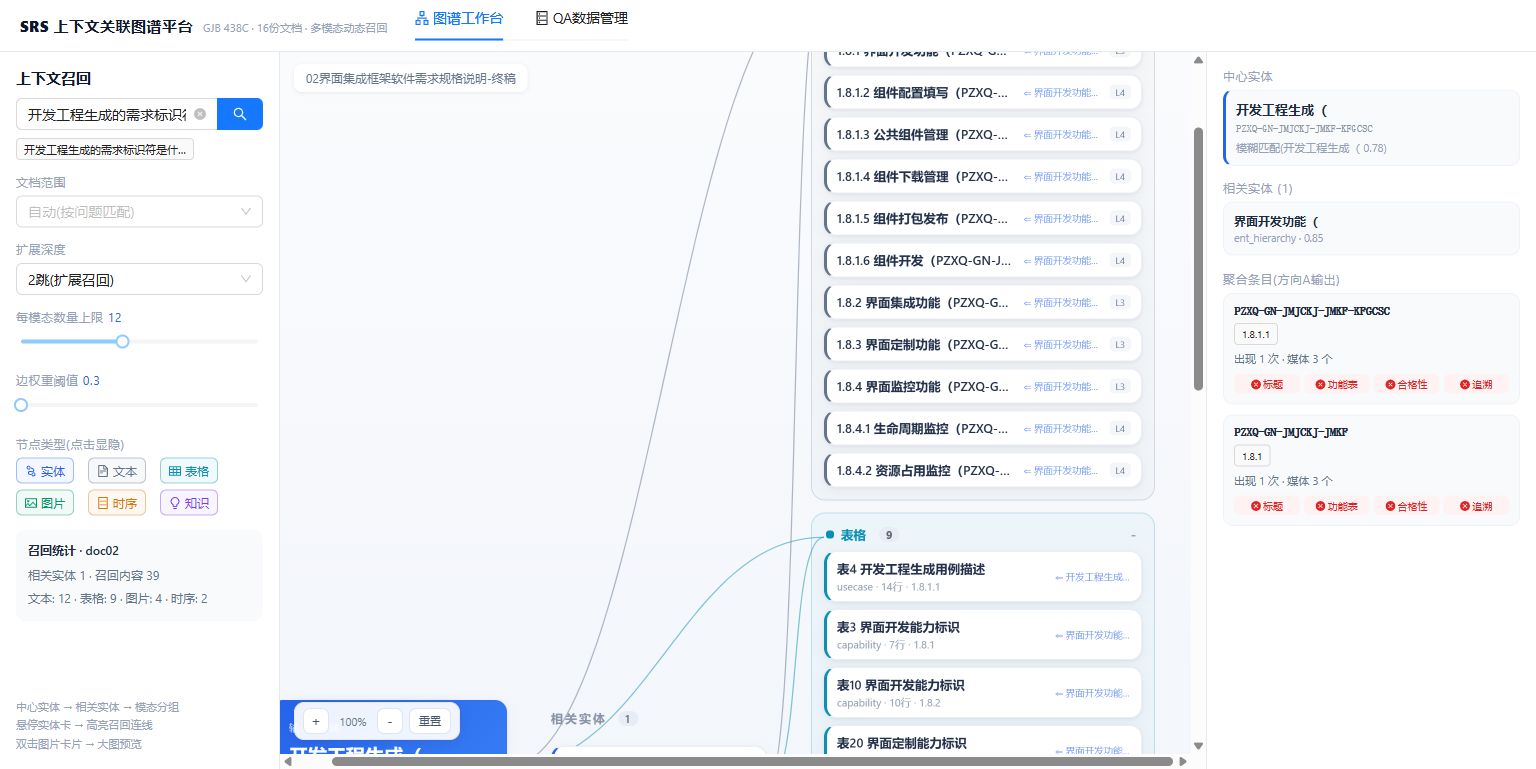 SRS 上下文关联图谱平台
GJB 438C · 16份文档 · 多模态动态召回
图谱工作台
QA数据管理
上下文召回
开发工程生成的需求标识符
开发工程生成的需求标识符是什...
文档范围
自动(按问题匹配)
扩展深度
2跳(扩展召回)
每模态数量上限 12
边权重阈值 0.3
节点类型(点击显隐)
实体
文本
表格
图片
时序
知识
召回统计 · doc02
相关实体 1 · 召回内容 39
文本: 12 · 表格: 9 · 图片: 4 · 时序: 2
中心实体 → 相关实体 → 模态分组
悬停实体卡 → 高亮召回连线
双击图片卡片 → 大图预览
02界面集成框架软件需求规格说明-终稿
1.8.1 界面开发功能（PZXQ-G...
⇐ 界面开发功能...
L3
1.8.1.2 组件配置填写（PZXQ-...
⇐ 界面开发功能...
L4
1.8.1.3 公共组件管理（PZXQ-...
⇐ 界面开发功能...
L4
1.8.1.4 组件下载管理（PZXQ-...
⇐ 界面开发功能...
L4
1.8.1.5 组件打包发布（PZXQ-...
⇐ 界面开发功能...
L4
1.8.1.6 组件开发（PZXQ-GN-J...
⇐ 界面开发功能...
L4
1.8.2 界面集成功能（PZXQ-G...
⇐ 界面开发功能...
L3
1.8.3 界面定制功能（PZXQ-G...
⇐ 界面开发功能...
L3
1.8.4 界面监控功能（PZXQ-G...
⇐ 界面开发功能...
L3
1.8.4.1 生命周期监控（PZXQ-...
⇐ 界面开发功能...
L4
1.8.4.2 资源占用监控（PZXQ-...
⇐ 界面开发功能...
L4
表格 9 -
表4 开发工程生成用例描述
usecase · 14行 · 1.8.1.1
← 开发工程生成...
表3 界面开发能力标识
capability · 7行 · 1.8.1
← 界面开发功能...
表10 界面开发能力标识
capability · 10行 · 1.8.2
← 界面开发功能...
表20 界面定制能力标识
← 界面开发功能...
+ 100% - 重置
开发工程生成（
相关实体 1
中心实体
开发工程生成（
PZXQ-GN-JMJCKJ-JMKF-KFGCSC
模糊匹配(开发工程生成（ 0.78)
相关实体 (1)
界面开发功能（
ent_hierarchy · 0.85
聚合条目(方向A输出)
PZXQ-GN-JMJCKJ-JMKF-KFGCSC
1.8.1.1
出现 1 次 · 媒体 3 个
标题
功能表
合格性
追溯
PZXQ-GN-JMJCKJ-JMKF
1.8.1
出现 1 次 · 媒体 3 个
标题
功能表
合格性
追溯